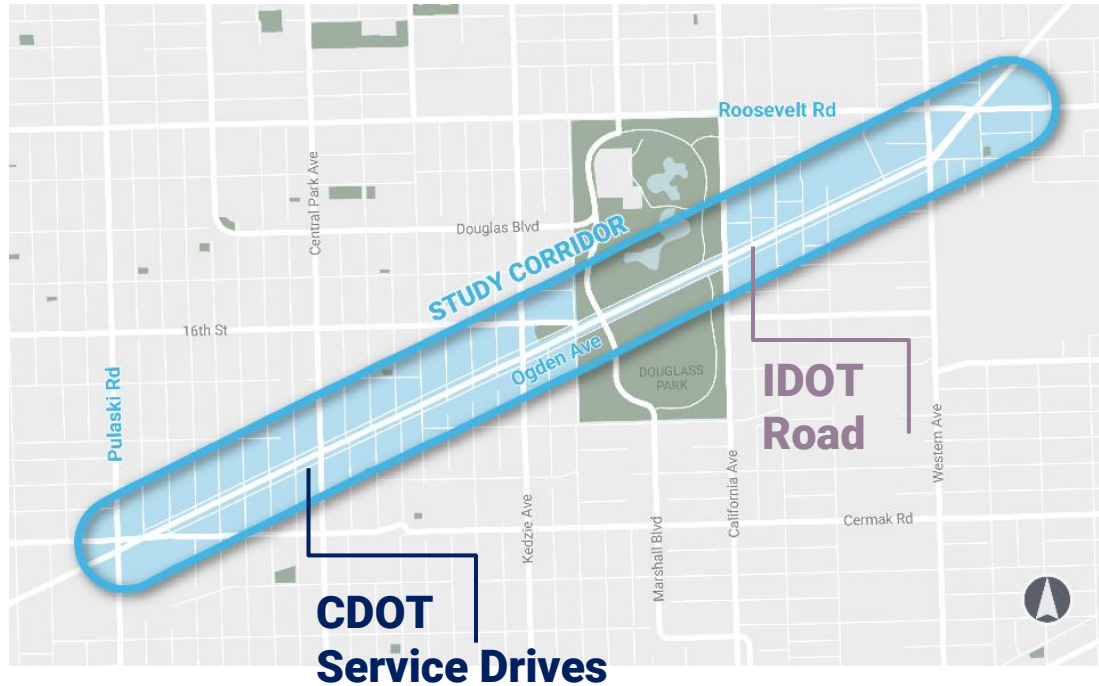 Roosevelt Rd
Central Park Ave
Douglas Blvd
STUDY CORRIDOR
16th St
Ogden Ave
DOUGLASS
PARK
IDOT
Road
Pulaski Rd
Western Ave
Kedzie Ave
Marshall Blvd
California Ave
Cermak Rd
CDOT
Service Drives